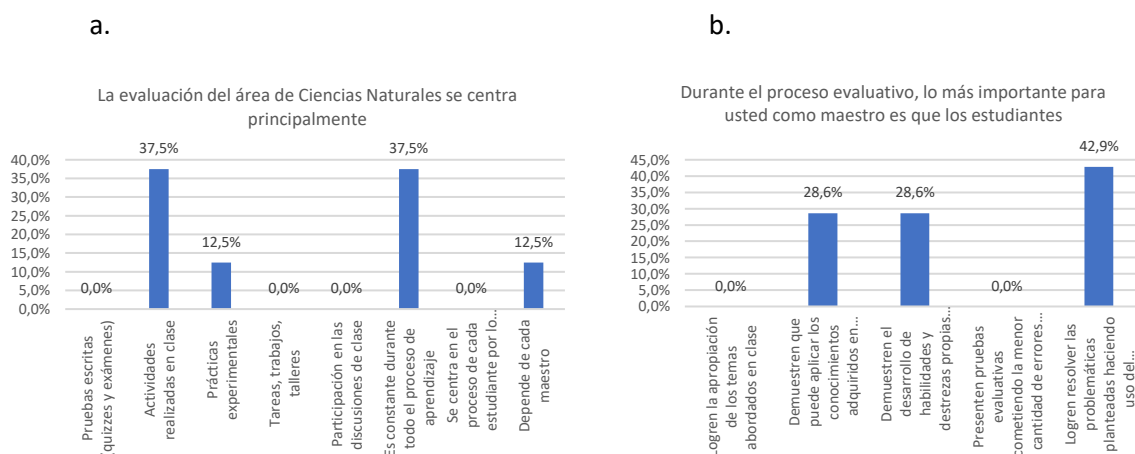 a.
La evaluación del área de Ciencias Naturales se centra
principalmente
40,0%
35,0%
30,0%
25,0%
20,0%
15,0%
10,0%
5,0%
0,0%
0,0%
37,5%
12,5%
0,0%
0,0%
37,5%
0,0%
12,5%
Pruebas escritas
(quizzes y exámenes)
Actividades
realizadas en clase
Prácticas
experimentales
Tareas, trabajos,
talleres
Participación en las
discusiones de clase
Es constante durante
todo el proceso de
aprendizaje
Se centra en el
proceso de cada
estudiante por lo…
Depende de cada
maestro
b.
Durante el proceso evaluativo, lo más importante para
usted como maestro es que los estudiantes
45,0%
40,0%
35,0%
30,0%
25,0%
20,0%
15,0%
10,0%
5,0%
0,0%
0,0%
28,6%
28,6%
0,0%
42,9%
Logren la apropiación
de los temas
abordados en clase
Demuestren que
puede aplicar los
conocimientos
adquiridos en…
Demuestren el
desarrollo de
habilidades y
destrezas propias…
Presenten pruebas
evaluativas
cometiendo la menor
cantidad de errores…
Logren resolver las
problemáticas
planteadas haciendo
uso del…